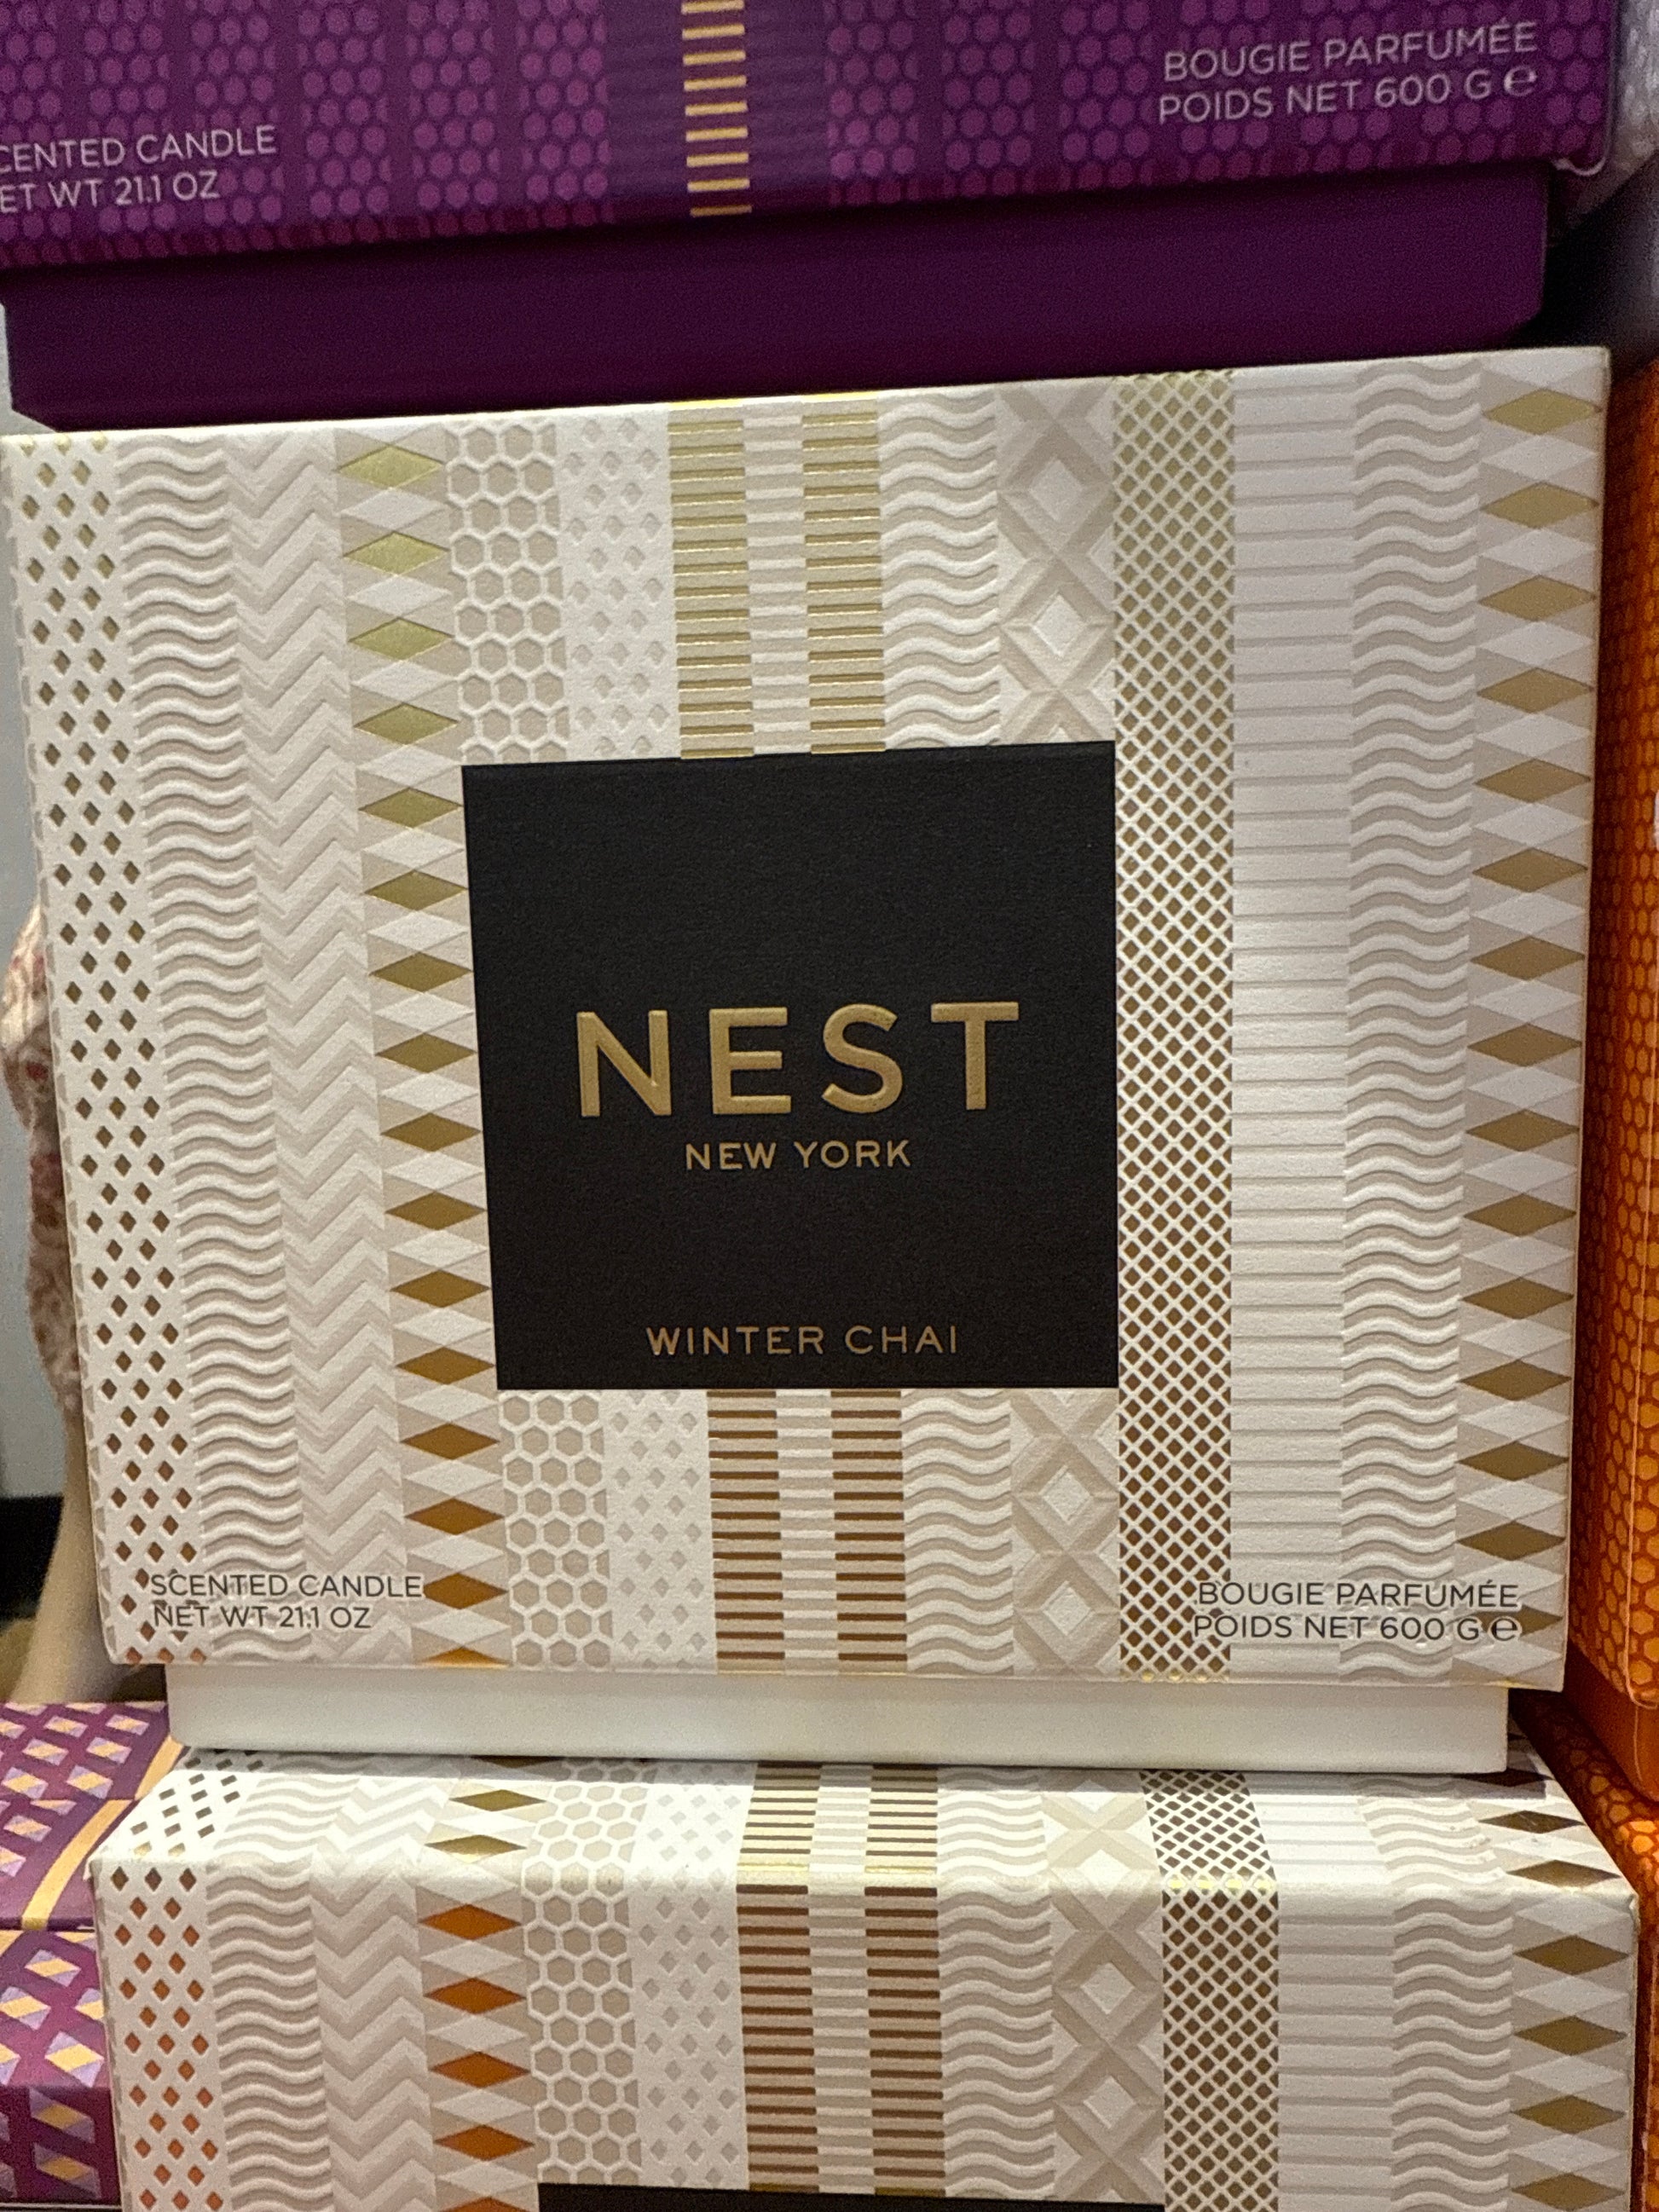 BOUGIE PARFUMÉE
POIDS NET 600 G ℮
CENTED CANDLE
ET WT 21.1 OZ
NEST
NEW YORK
WINTER CHAI
SCENTED CANDLE
NET WT 21.1 OZ
BOUGIE PARFUMÉE
POIDS NET 600 G ℮